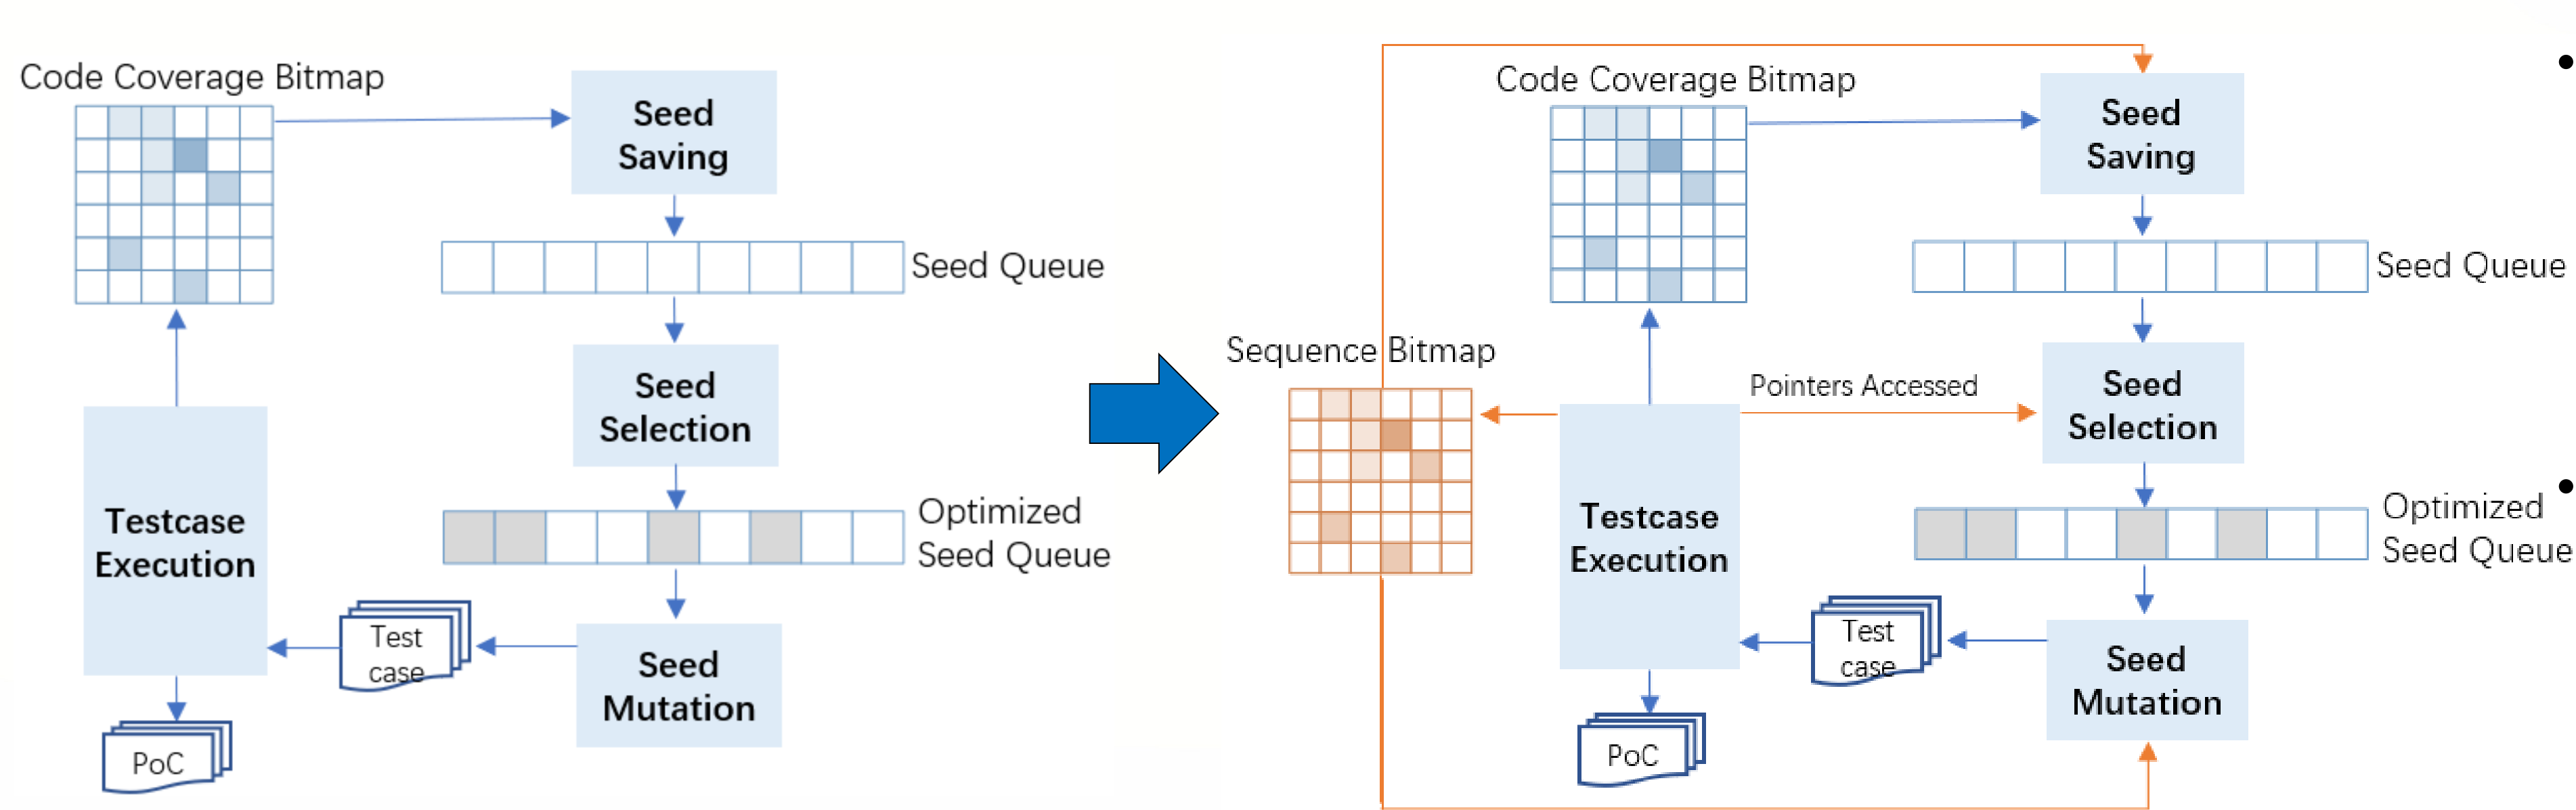 Code Coverage Bitmap
Seed
Saving
Seed Queue
Seed
Selection
Optimized
Seed Queue
Testcase
Execution
Test
case
Seed
Mutation
PoC
Code Coverage Bitmap
Seed
Saving
Seed Queue
Sequence Bitmap
Pointers Accessed
Seed
Selection
Optimized
Seed Queue
Testcase
Execution
Test
case
Seed
Mutation
PoC